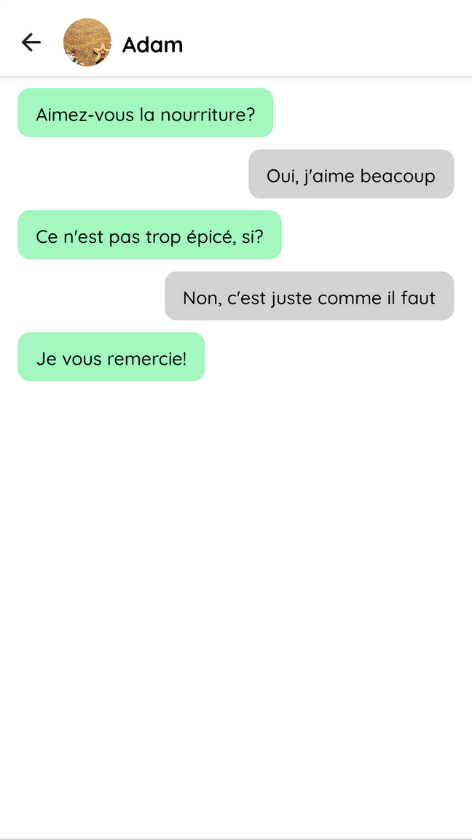 Adam
Aimez-vous la nourriture?
Oui, j'aime beacoup
Ce n'est pas trop épicé, si?
Non, c'est juste comme il faut
Je vous remercie!